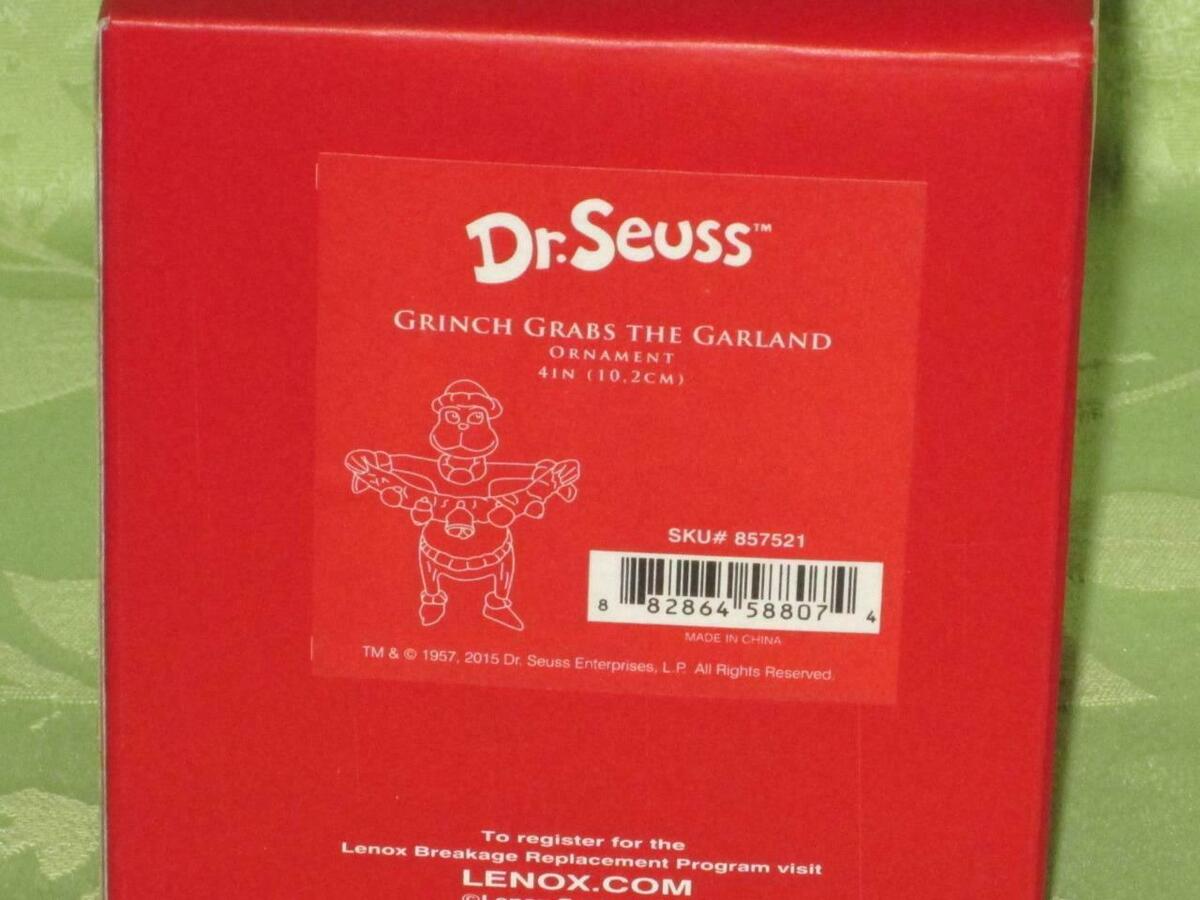 Dr. Seuss™
GRINCH GRABS THE GARLAND
ORNAMENT
4IN (10.2CM)
SKU# 857521
8 82864 58807 4
MADE IN CHINA
TM & © 1957, 2015 Dr. Seuss Enterprises, L.P. All Rights Reserved.
To register for the
Lenox Breakage Replacement Program visit
LENOX.COM